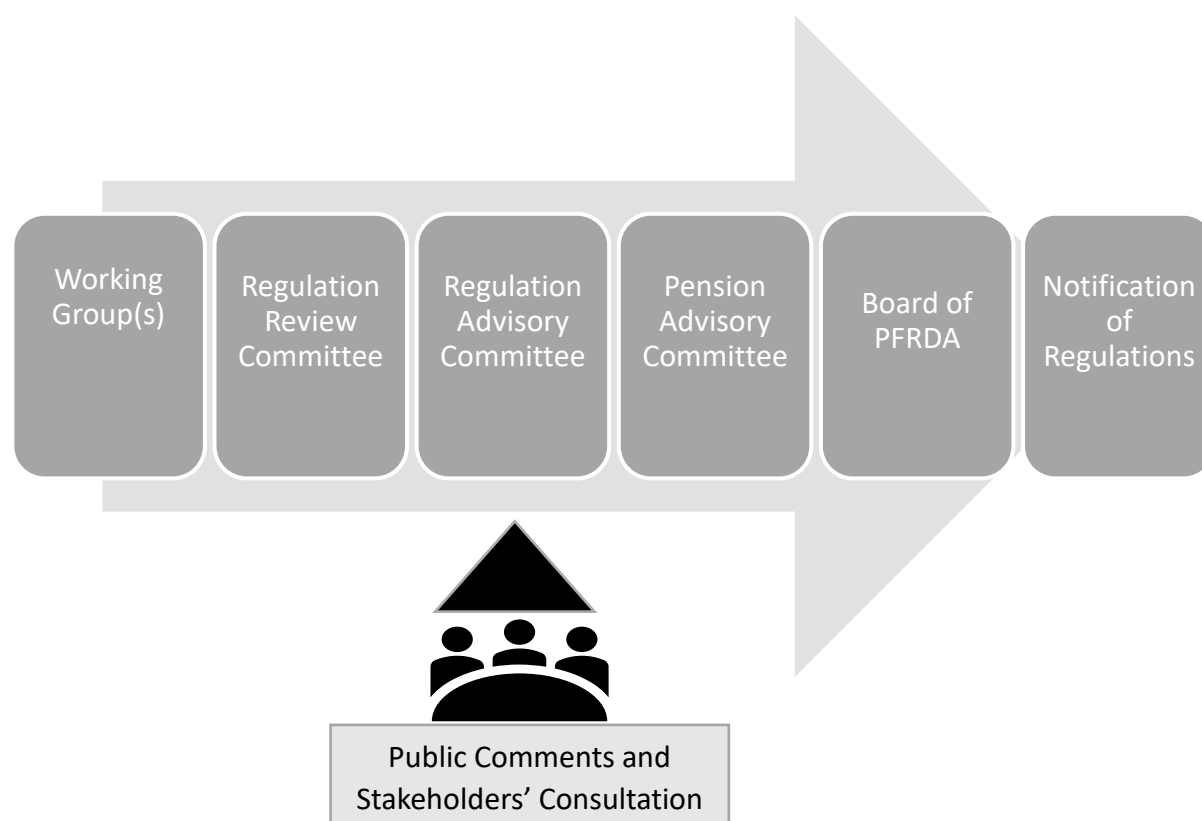 Working
Group(s)
Regulation
Review
Committee
Regulation
Advisory
Committee
Pension
Advisory
Committee
Board of
PFRDA
Notification
of
Regulations
Public Comments and
Stakeholders’ Consultation